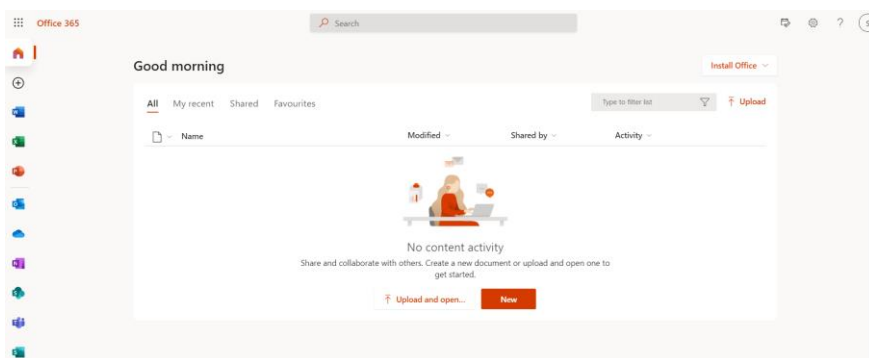 Office 365
Search
?
S
Good morning
Install Office
All My recent Shared Favourites
Type to filter list
Upload
Name Modified Shared by Activity
No content activity
Share and collaborate with others. Create a new document or upload and open one to
get started.
Upload and open... New